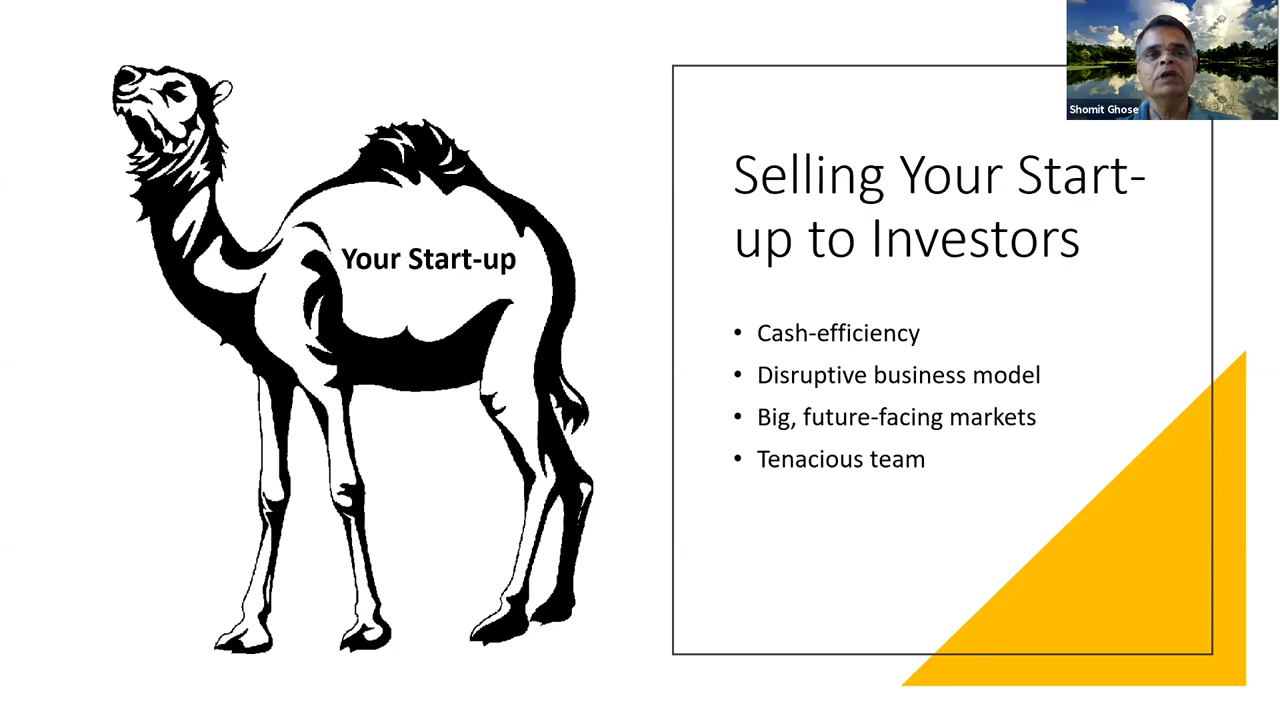 Shomit Ghose
Your Start-up
Selling Your Start-
up to Investors
• Cash-efficiency
• Disruptive business model
• Big, future-facing markets
• Tenacious team